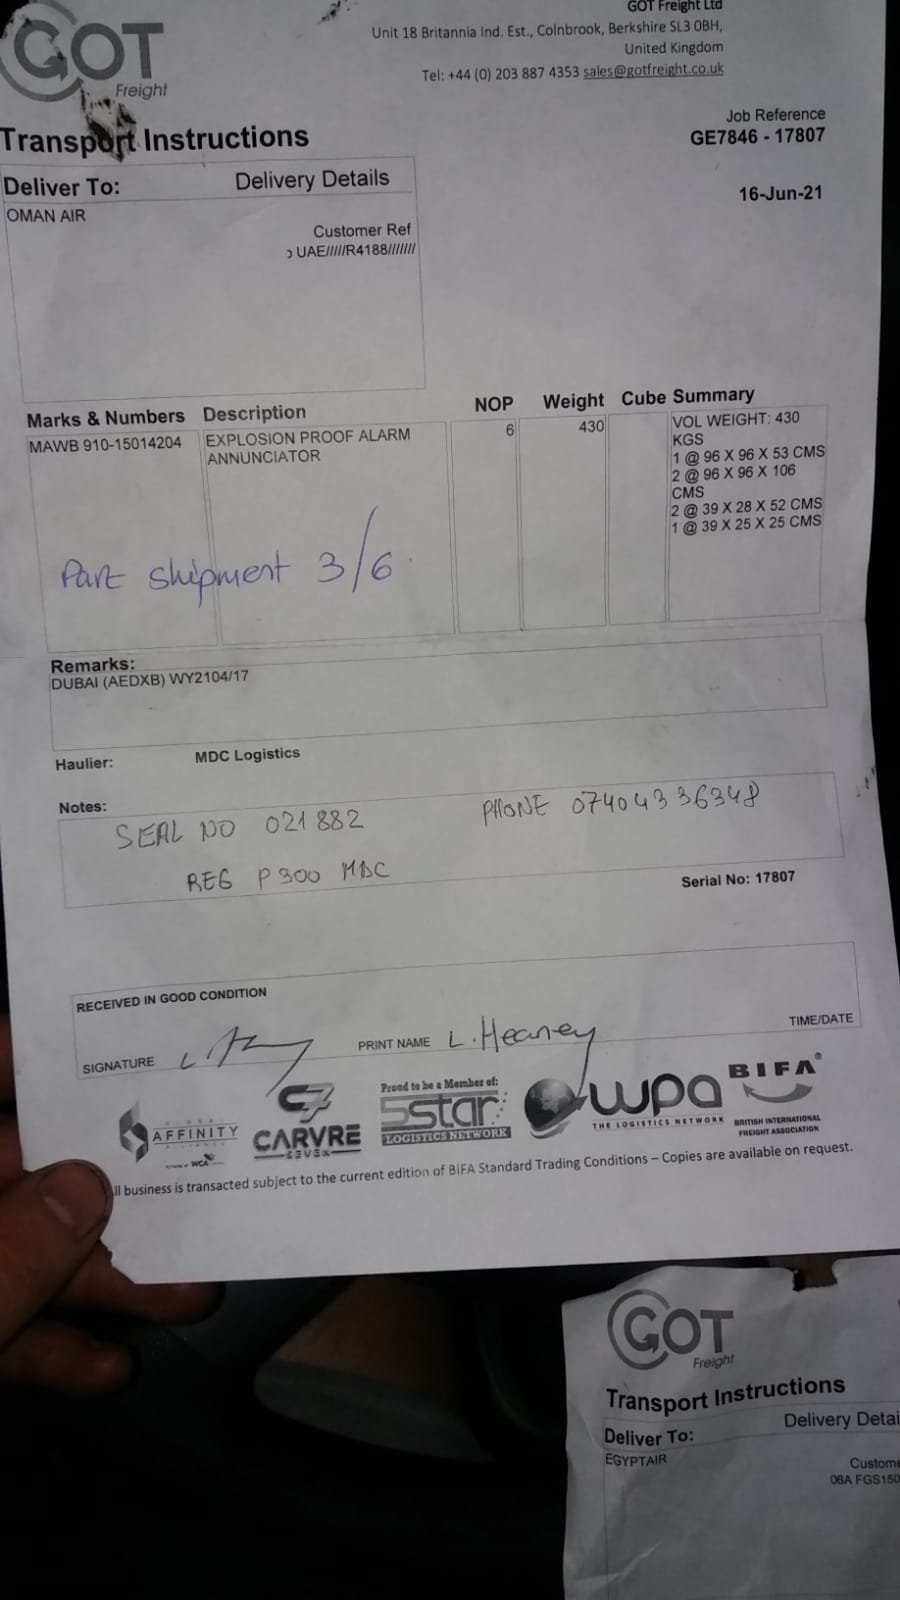 GOT
Freight
GOT Freight Ltd
Unit 18 Britannia Ind. Est., Colnbrook, Berkshire SL3 0BH,
United Kingdom
Tel: +44 (0) 203 887 4353 sales@gotfreight.co.uk
Transport Instructions
Job Reference
GE7846 - 17807
16-Jun-21
Deliver To: Delivery Details
OMAN AIR
Customer Ref
UAE/////R4188///////
Marks & Numbers Description NOP Weight Cube Summary
MAWB 910-15014204 EXPLOSION PROOF ALARM 6 430 VOL WEIGHT: 430
ANNUNCIATOR KGS
1 @ 96 X 96 X 53 CMS
2 @ 96 X 96 X 106
CMS
2 @ 39 X 28 X 52 CMS
1 @ 39 X 25 X 25 CMS
Part shipment 3/6
Remarks:
DUBAI (AEDXB) WY2104/17
Haulier: MDC Logistics
Notes:
SEAL NO 021882 PHONE 07404336348
REG P300 MDC
Serial No: 17807
RECEIVED IN GOOD CONDITION
SIGNATURE PRINT NAME L. Heaney TIME/DATE
AFFINITY
WCA
CARVRE
SEVEN
Proud to be a Member of:
5star
LOGISTICS NETWORK
wpa
THE LOGISTICS NETWORK
BIFA®
BRITISH INTERNATIONAL
FREIGHT ASSOCIATION
ll business is transacted subject to the current edition of BIFA Standard Trading Conditions – Copies are available on request.
GOT
Freight
Transport Instructions
Delivery Detai
Deliver To:
EGYPTAIR
Custome
06A FGS150